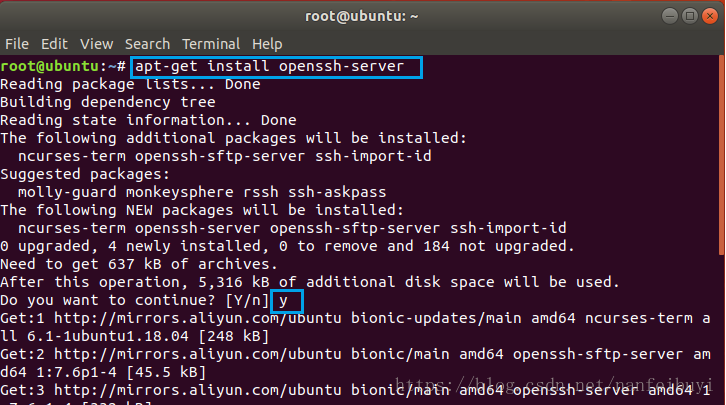 root@ubuntu: ~
File Edit View Search Terminal Help
root@ubuntu:~# apt-get install openssh-server
Reading package lists... Done
Building dependency tree
Reading state information... Done
The following additional packages will be installed:
  ncurses-term openssh-sftp-server ssh-import-id
Suggested packages:
  molly-guard monkeysphere rssh ssh-askpass
The following NEW packages will be installed:
  ncurses-term openssh-server openssh-sftp-server ssh-import-id
0 upgraded, 4 newly installed, 0 to remove and 184 not upgraded.
Need to get 637 kB of archives.
After this operation, 5,316 kB of additional disk space will be used.
Do you want to continue? [Y/n] y
Get:1 http://mirrors.aliyun.com/ubuntu bionic-updates/main amd64 ncurses-term a
ll 6.1-1ubuntu1.18.04 [248 kB]
Get:2 http://mirrors.aliyun.com/ubuntu bionic/main amd64 openssh-sftp-server am
d64 1:7.6p1-4 [45.5 kB]
Get:3 http://mirrors.aliyun.com/ubuntu bionic/main amd64 openssh-server amd64 1
https://blog.csdn.net/nanfeibuyi